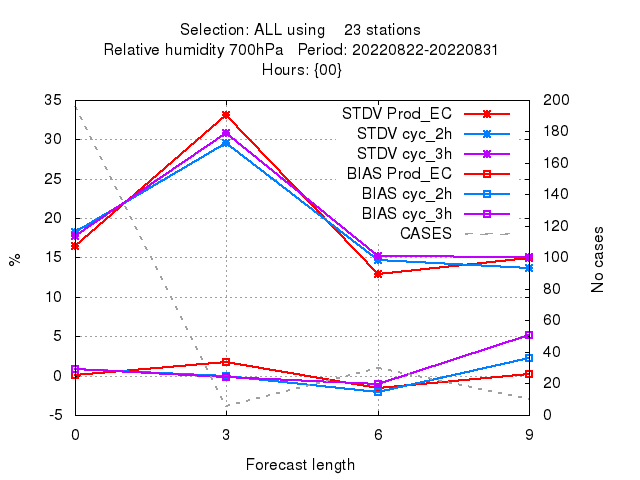 Selection: ALL using    23 stations
Relative humidity 700hPa   Period: 20220822-20220831
Hours: {00}
35
30
25
20
15
10
5
0
-5
%
200
180
160
140
120
100
80
60
40
20
0
No cases
STDV Prod_EC
STDV cyc_2h
STDV cyc_3h
BIAS Prod_EC
BIAS cyc_2h
BIAS cyc_3h
CASES
0 3 6 9
Forecast length